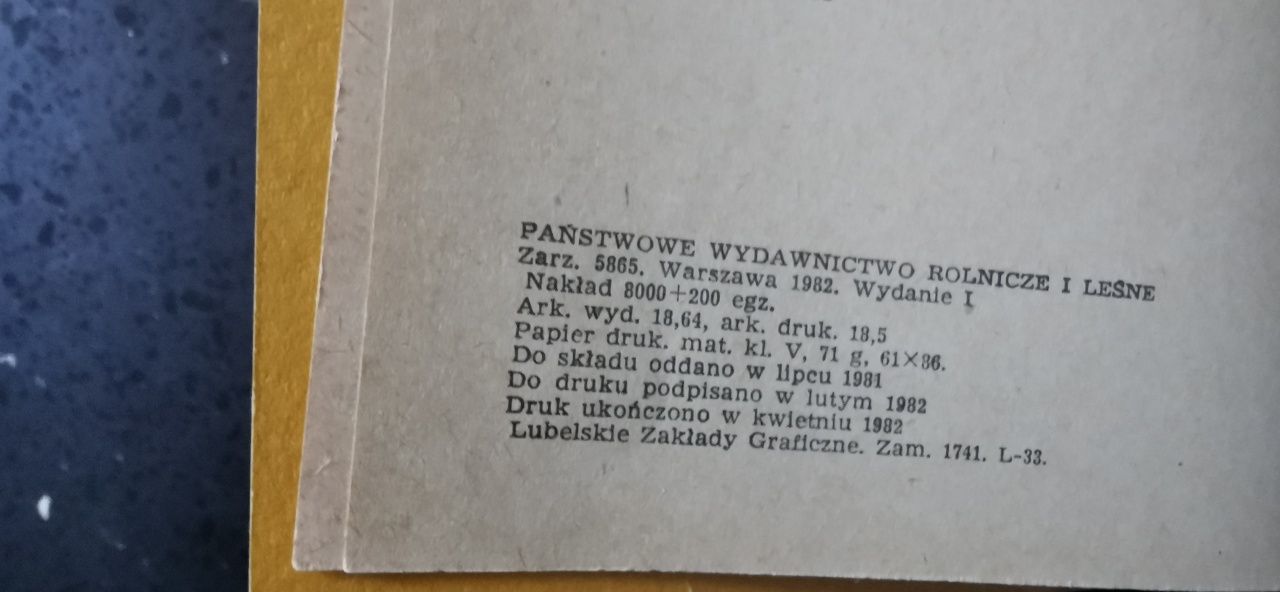 PAŃSTWOWE WYDAWNICTWO ROLNICZE I LEŚNE
Zarz. 5865. Warszawa 1982. Wydanie I
Nakład 8000+200 egz.
Ark. wyd. 18,64, ark. druk. 18,5
Papier druk. mat. kl. V, 71 g, 61×86.
Do składu oddano w lipcu 1981
Do druku podpisano w lutym 1982
Druk ukończono w kwietniu 1982
Lubelskie Zakłady Graficzne. Zam. 1741. L-33.